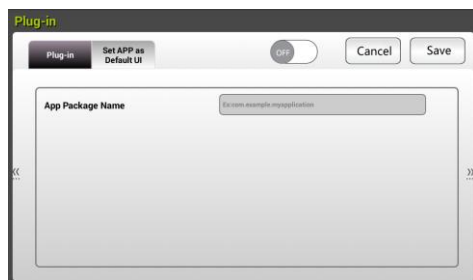 Plug-in
Plug-in
Set APP as
Default UI
OFF
Cancel
Save
App Package Name
Ex:com.example.myapplication
«
»